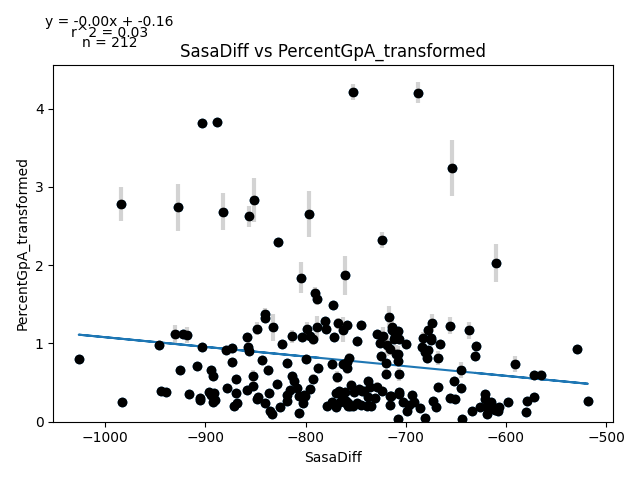 y = -0.00x + -0.16
r^2 = 0.03
n = 212
SasaDiff vs PercentGpA_transformed
PercentGpA_transformed
4
3
2
1
0
−1000
−900
−800
−700
−600
−500
SasaDiff